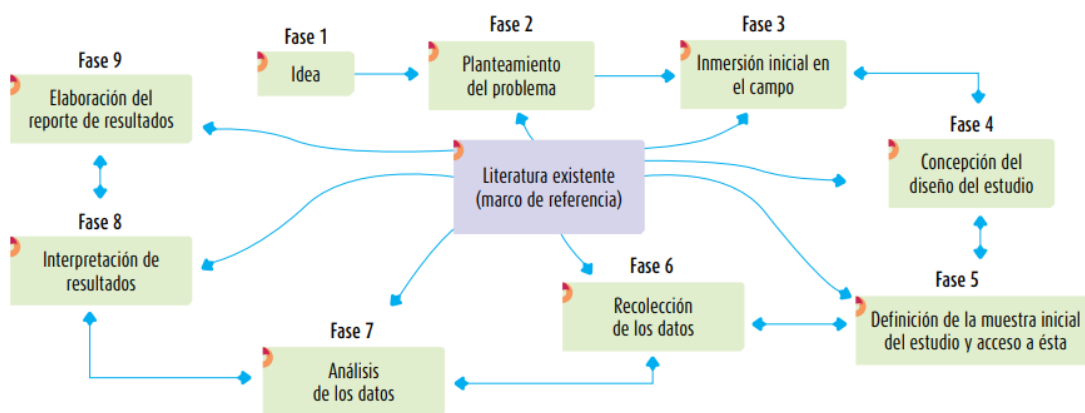 Fase 1
Idea
Fase 2
Planteamiento
del problema
Fase 3
Inmersión inicial en
el campo
Fase 4
Concepción del
diseño del estudio
Fase 5
Definición de la muestra inicial
del estudio y acceso a ésta
Fase 6
Recolección
de los datos
Fase 7
Análisis
de los datos
Fase 8
Interpretación de
resultados
Fase 9
Elaboración del
reporte de resultados
Literatura existente
(marco de referencia)